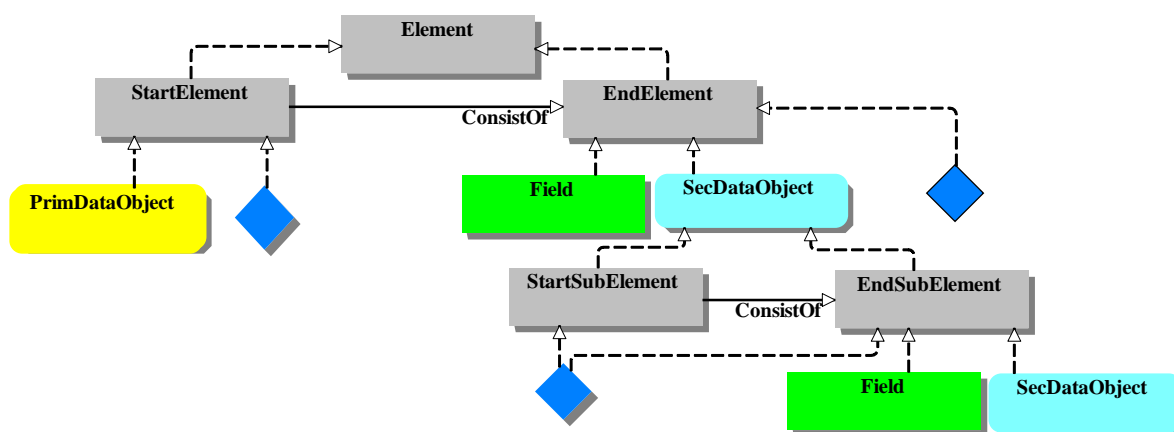 Element
StartElement
EndElement
ConsistOf
PrimDataObject
Field
SecDataObject
StartSubElement
EndSubElement
ConsistOf
Field
SecDataObject